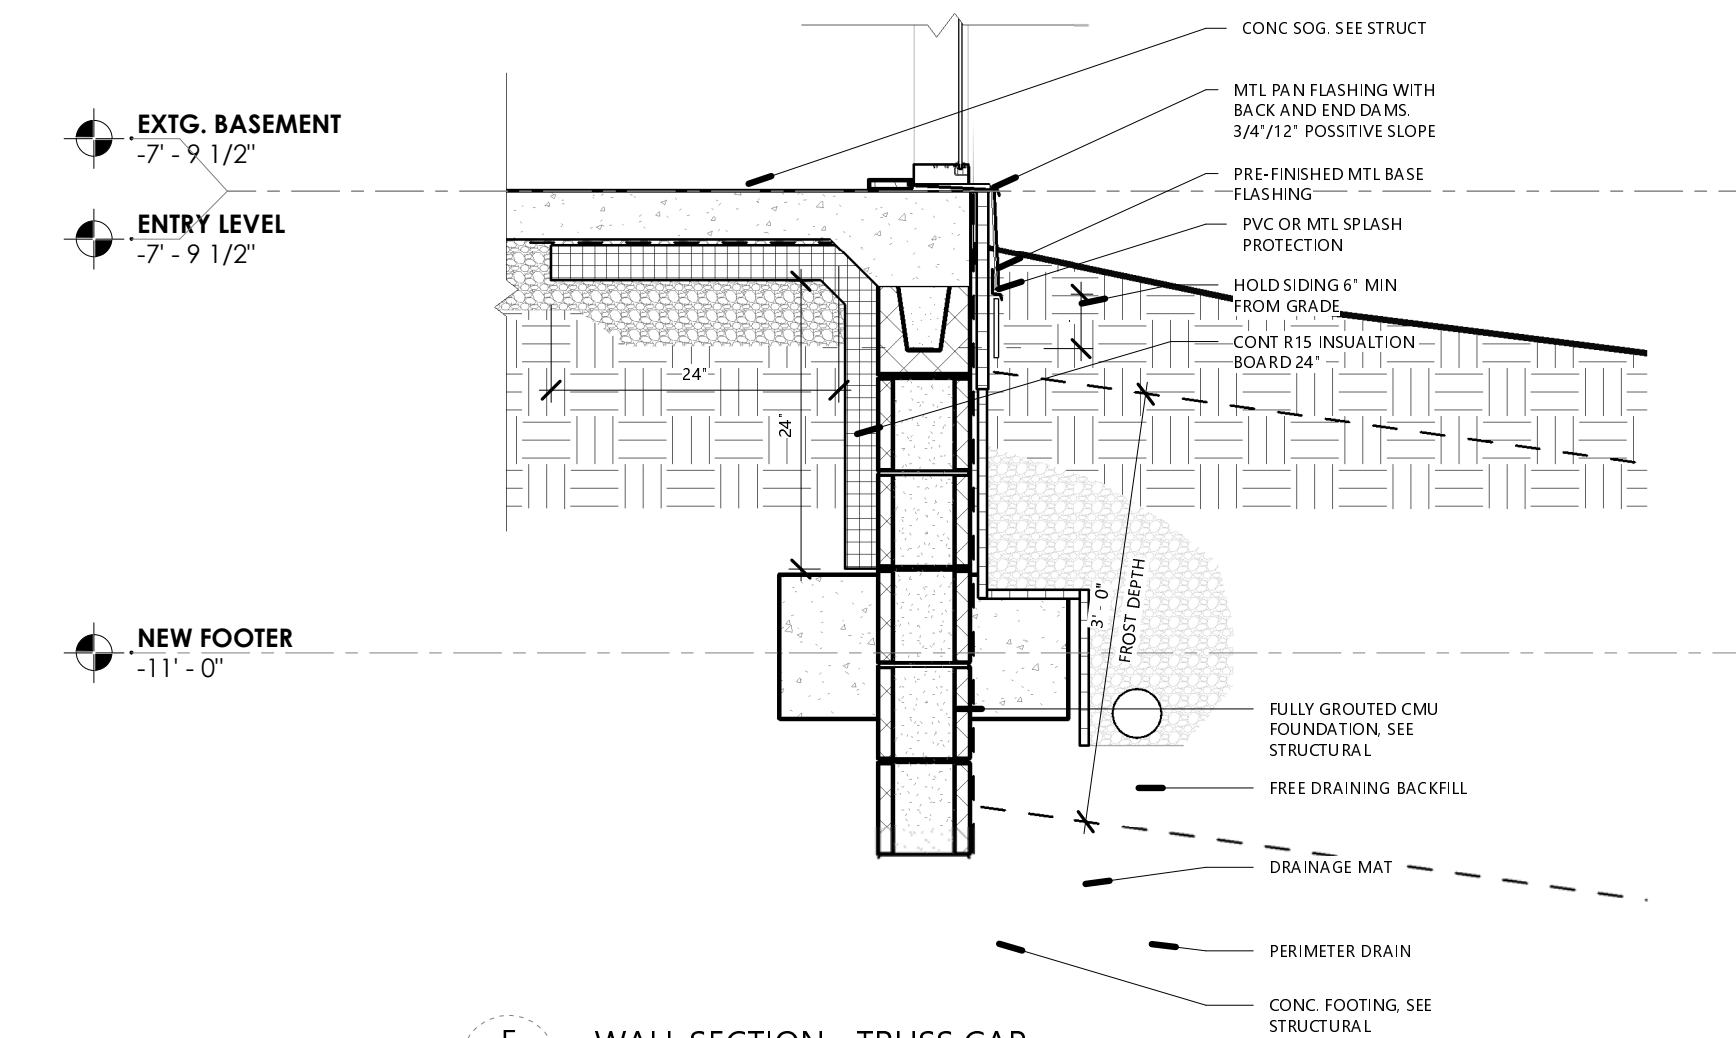 CONC SOG. SEE STRUCT
MTL PAN FLASHING WITH
BACK AND END DAMS.
3/4"/12" POSSITIVE SLOPE
EXTG. BASEMENT
-7' - 9 1/2"
PRE-FINISHED MTL BASE
FLASHING
ENTRY LEVEL
-7' - 9 1/2"
PVC OR MTL SPLASH
PROTECTION
HOLD SIDING 6" MIN
FROM GRADE
CONT R15 INSUALTION
BOARD 24"
24"
24"
3' - 0"
FROST DEPTH
NEW FOOTER
-11' - 0"
FULLY GROUTED CMU
FOUNDATION, SEE
STRUCTURAL
FREE DRAINING BACKFILL
DRAINAGE MAT
PERIMETER DRAIN
CONC. FOOTING, SEE
STRUCTURAL
WALL SECTION - TRUSS GAR